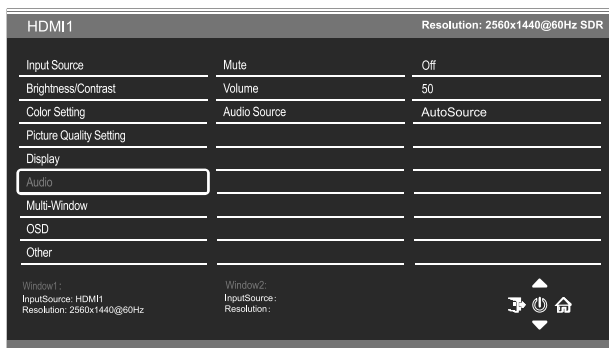 HDMI1 Resolution: 2560x1440@60Hz SDR
Input Source Mute Off
Brightness/Contrast Volume 50
Color Setting Audio Source AutoSource
Picture Quality Setting
Display
Audio
Multi-Window
OSD
Other
Window1: Window2:
InputSource: HDMI1 InputSource:
Resolution: 2560x1440@60Hz Resolution: